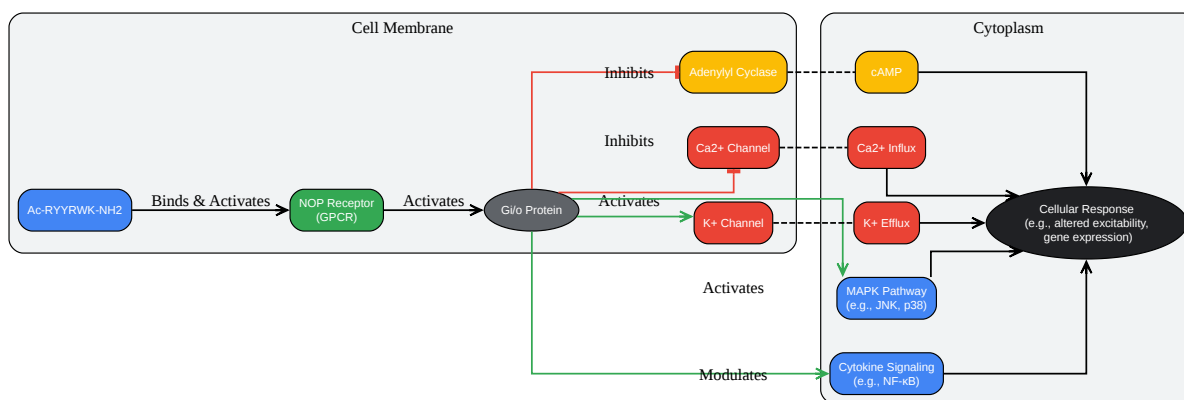 Cell Membrane
Cytoplasm
Inhibits
Adenylyl Cyclase
cAMP
Inhibits
Ca2+ Channel
Ca2+ Influx
Ac-RYYRWK-NH2
Binds & Activates
NOP Receptor
(GPCR)
Activates
Gi/o Protein
Activates
K+ Channel
K+ Efflux
Cellular Response
(e.g., altered excitability,
gene expression)
Activates
MAPK Pathway
(e.g., JNK, p38)
Modulates
Cytokine Signaling
(e.g., NF-κB)